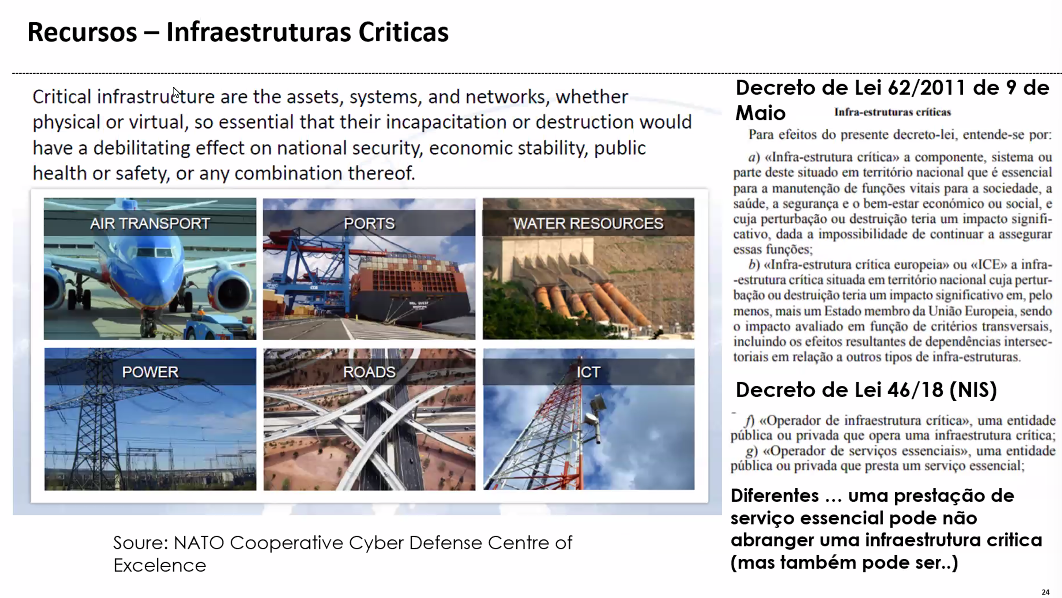 Recursos – Infraestruturas Criticas
Critical infrastructure are the assets, systems, and networks, whether
physical or virtual, so essential that their incapacitation or destruction would
have a debilitating effect on national security, economic stability, public
health or safety, or any combination thereof.
AIR TRANSPORT
PORTS
WATER RESOURCES
POWER
ROADS
ICT
Soure: NATO Cooperative Cyber Defense Centre of
Excelence
Decreto de Lei 62/2011 de 9 de
Maio
Infra-estruturas críticas
Para efeitos do presente decreto-lei, entende-se por:
a) «Infra-estrutura crítica» a componente, sistema ou
parte deste situado em território nacional que é essencial
para a manutenção de funções vitais para a sociedade, a
saúde, a segurança e o bem-estar económico ou social, e
cuja perturbação ou destruição teria um impacto signifi-
cativo, dada a impossibilidade de continuar a assegurar
essas funções;
b) «Infra-estrutura crítica europeia» ou «ICE» a infra-
-estrutura crítica situada em território nacional cuja pertur-
bação ou destruição teria um impacto significativo em, pelo
menos, mais um Estado membro da União Europeia, sendo
o impacto avaliado em função de critérios transversais,
incluindo os efeitos resultantes de dependências intersec-
toriais em relação a outros tipos de infra-estruturas.
Decreto de Lei 46/18 (NIS)
f) «Operador de infraestrutura crítica», uma entidade
pública ou privada que opera uma infraestrutura crítica;
g) «Operador de serviços essenciais», uma entidade
pública ou privada que presta um serviço essencial;
Diferentes … uma prestação de
serviço essencial pode não
abranger uma infraestrutura critica
(mas também pode ser..)
24